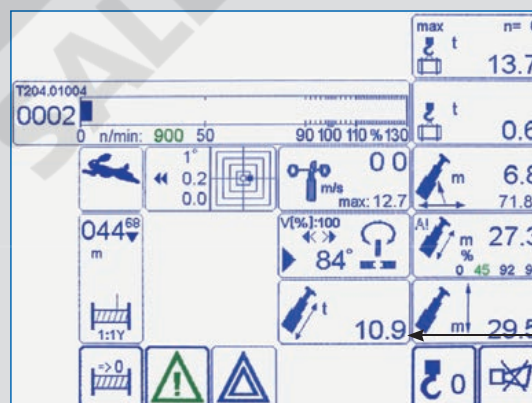 SALE
max n=
t
13.7
T204.01004
0002
0 n/min: 900 50 90 100 110 % 130
t
0.6
1°
0.2
0.0
0 0
m/s
max: 12.7
m
6.8
71.8
044 68
m
1:1Y
V[%]:100
84°
A!
m
%
27.3
0 45 92 9
t
10.9
m
29.5
=>0
0